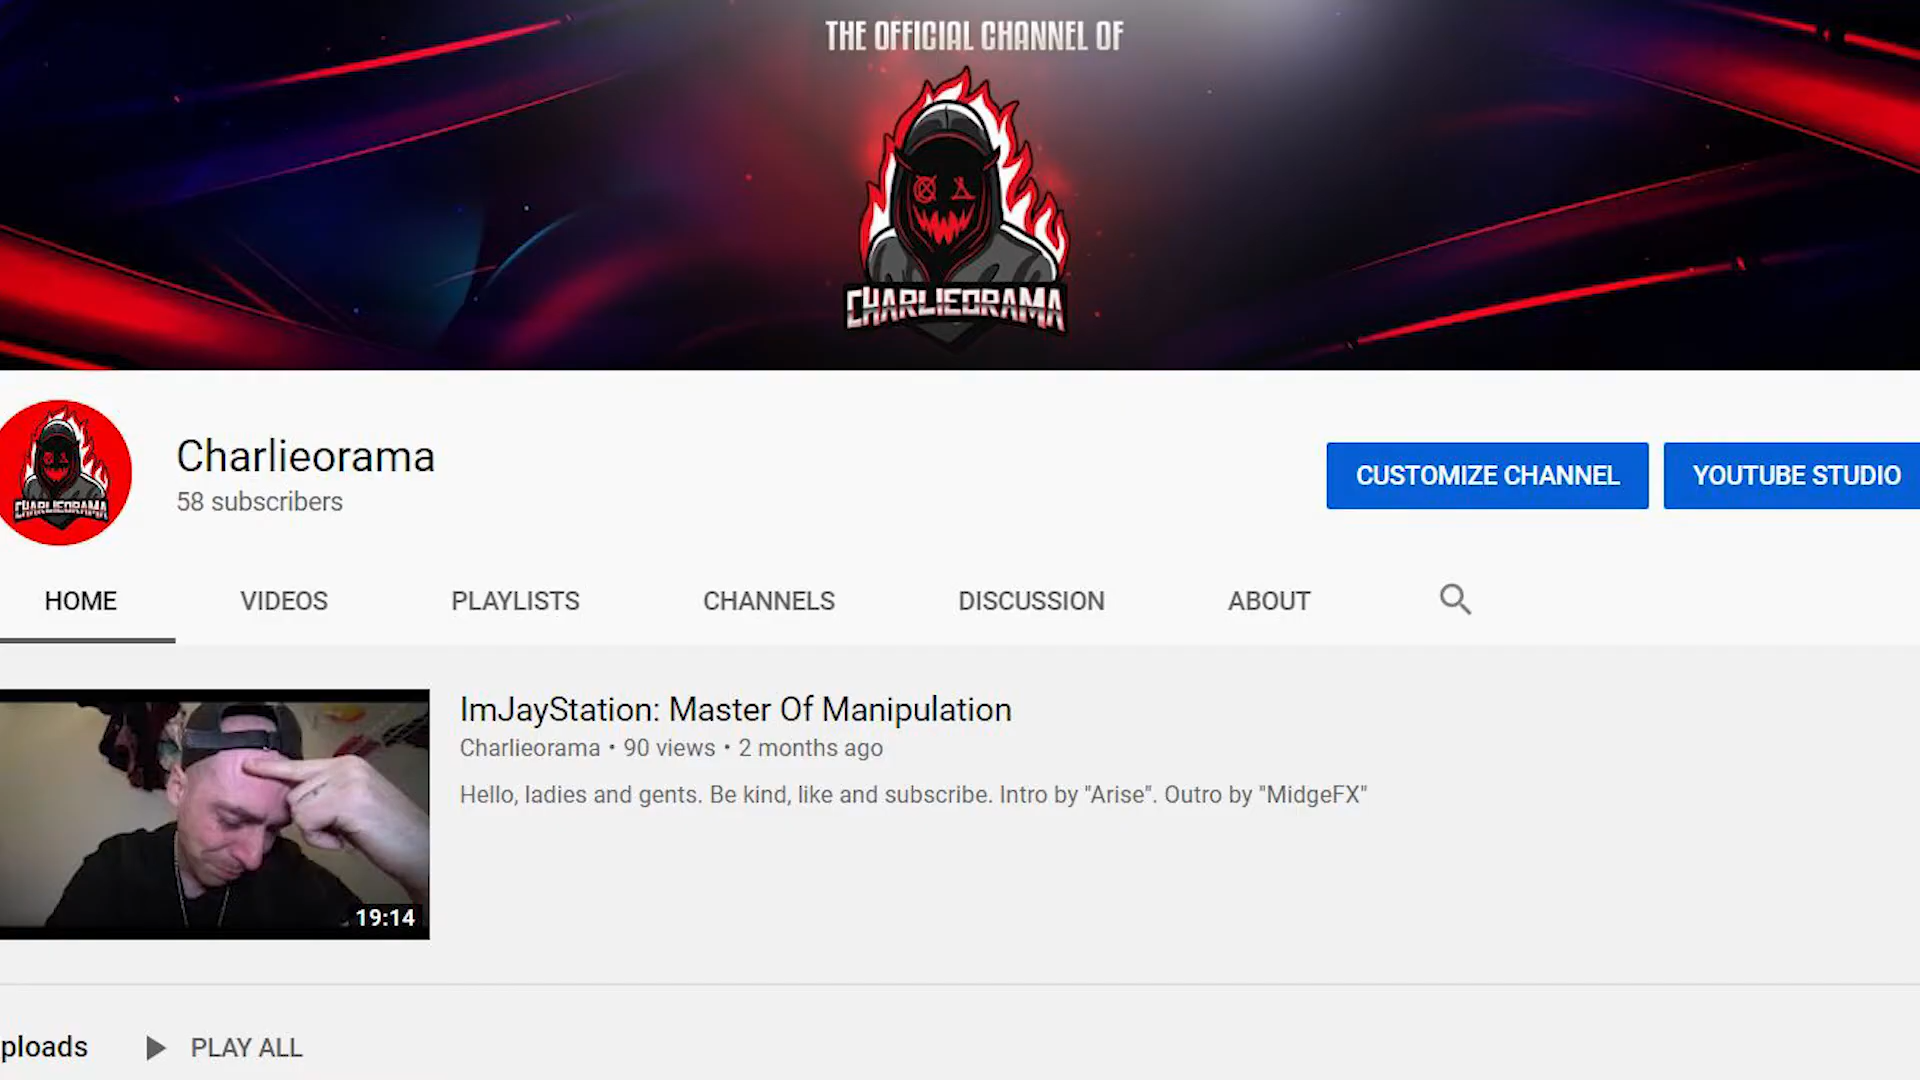 THE OFFICIAL CHANNEL OF
CHARLIEORAMA
CHARLIEORAMA
Charlieorama
58 subscribers
CUSTOMIZE CHANNEL
YOUTUBE STUDIO
HOME
VIDEOS
PLAYLISTS
CHANNELS
DISCUSSION
ABOUT
ImJayStation: Master Of Manipulation
Charlieorama • 90 views • 2 months ago
Hello, ladies and gents. Be kind, like and subscribe. Intro by "Arise". Outro by "MidgeFX"
19:14
ploads
PLAY ALL